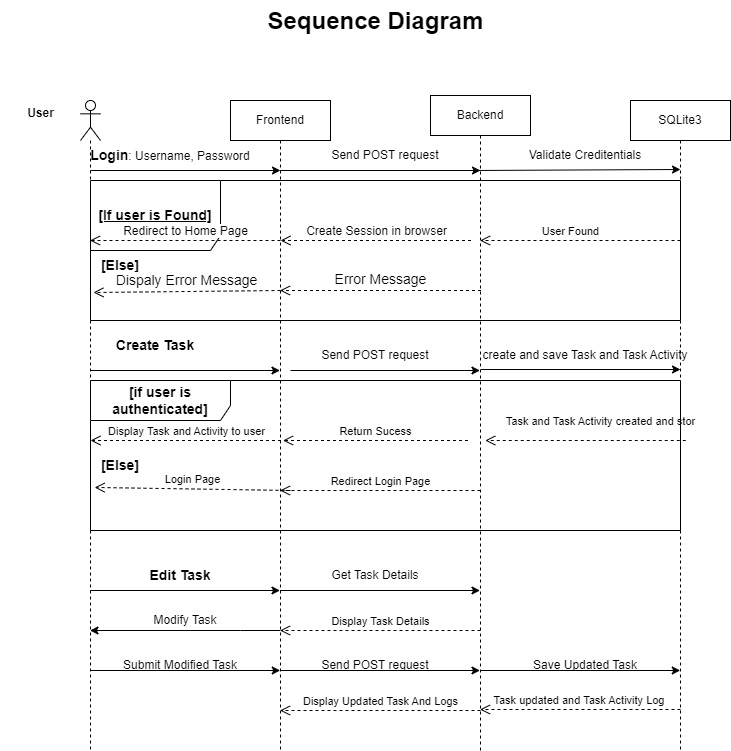 Sequence Diagram
User
Frontend
Backend
SQLite3
Login: Username, Password
Send POST request
Validate Creditentials
[If user is Found]
Redirect to Home Page
Create Session in browser
User Found
[Else]
Dispaly Error Message
Error Message
Create Task
Send POST request
create and save Task and Task Activity
[if user is
authenticated]
Display Task and Activity to user
Return Sucess
Task and Task Activity created and stor
[Else]
Login Page
Redirect Login Page
Edit Task
Get Task Details
Modify Task
Display Task Details
Submit Modified Task
Send POST request
Save Updated Task
Display Updated Task And Logs
Task updated and Task Activity Log